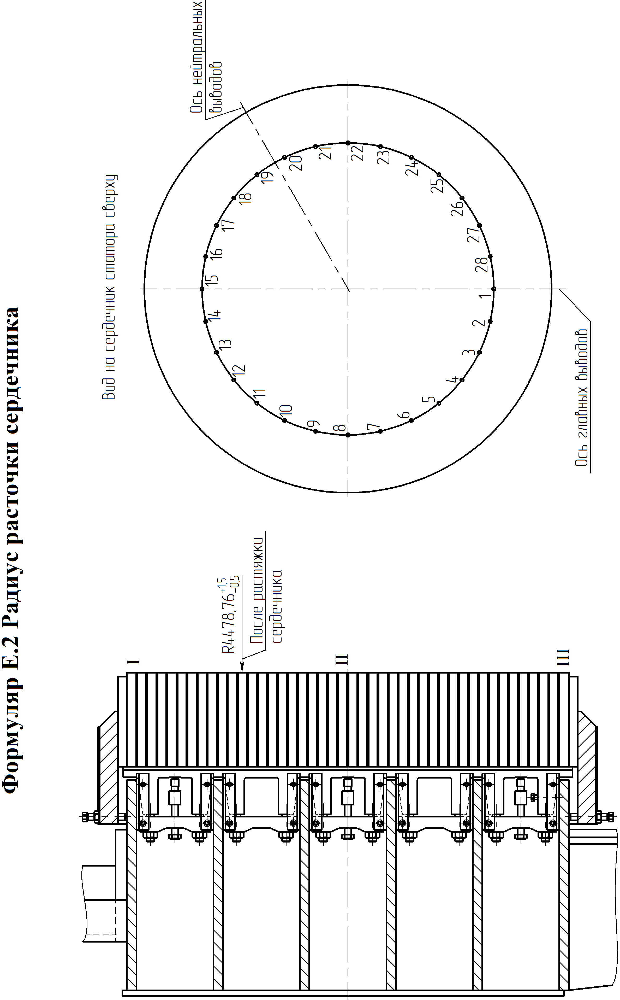 Формуляр Е.2 Радиус расточки сердечника
Вид на сердечник статора сверху
Ось нейтральных
выводов
R4478,76 +1,5
−0,5
После растяжки
сердечника
I
II
III
1
2
3
4
5
6
7
8
9
10
11
12
13
14
15
16
17
18
19
20
21
22
23
24
25
26
27
28
Ось главных выводов